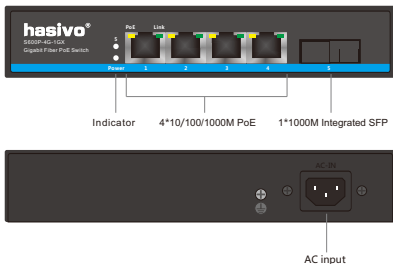 hasivo®
S600P-4G-1GX
Gigabit Fiber PoE Switch
S
PoE Link
Power 1 2 3 4 5
Indicator 4*10/100/1000M PoE 1*1000M Integrated SFP
AC-IN
AC input